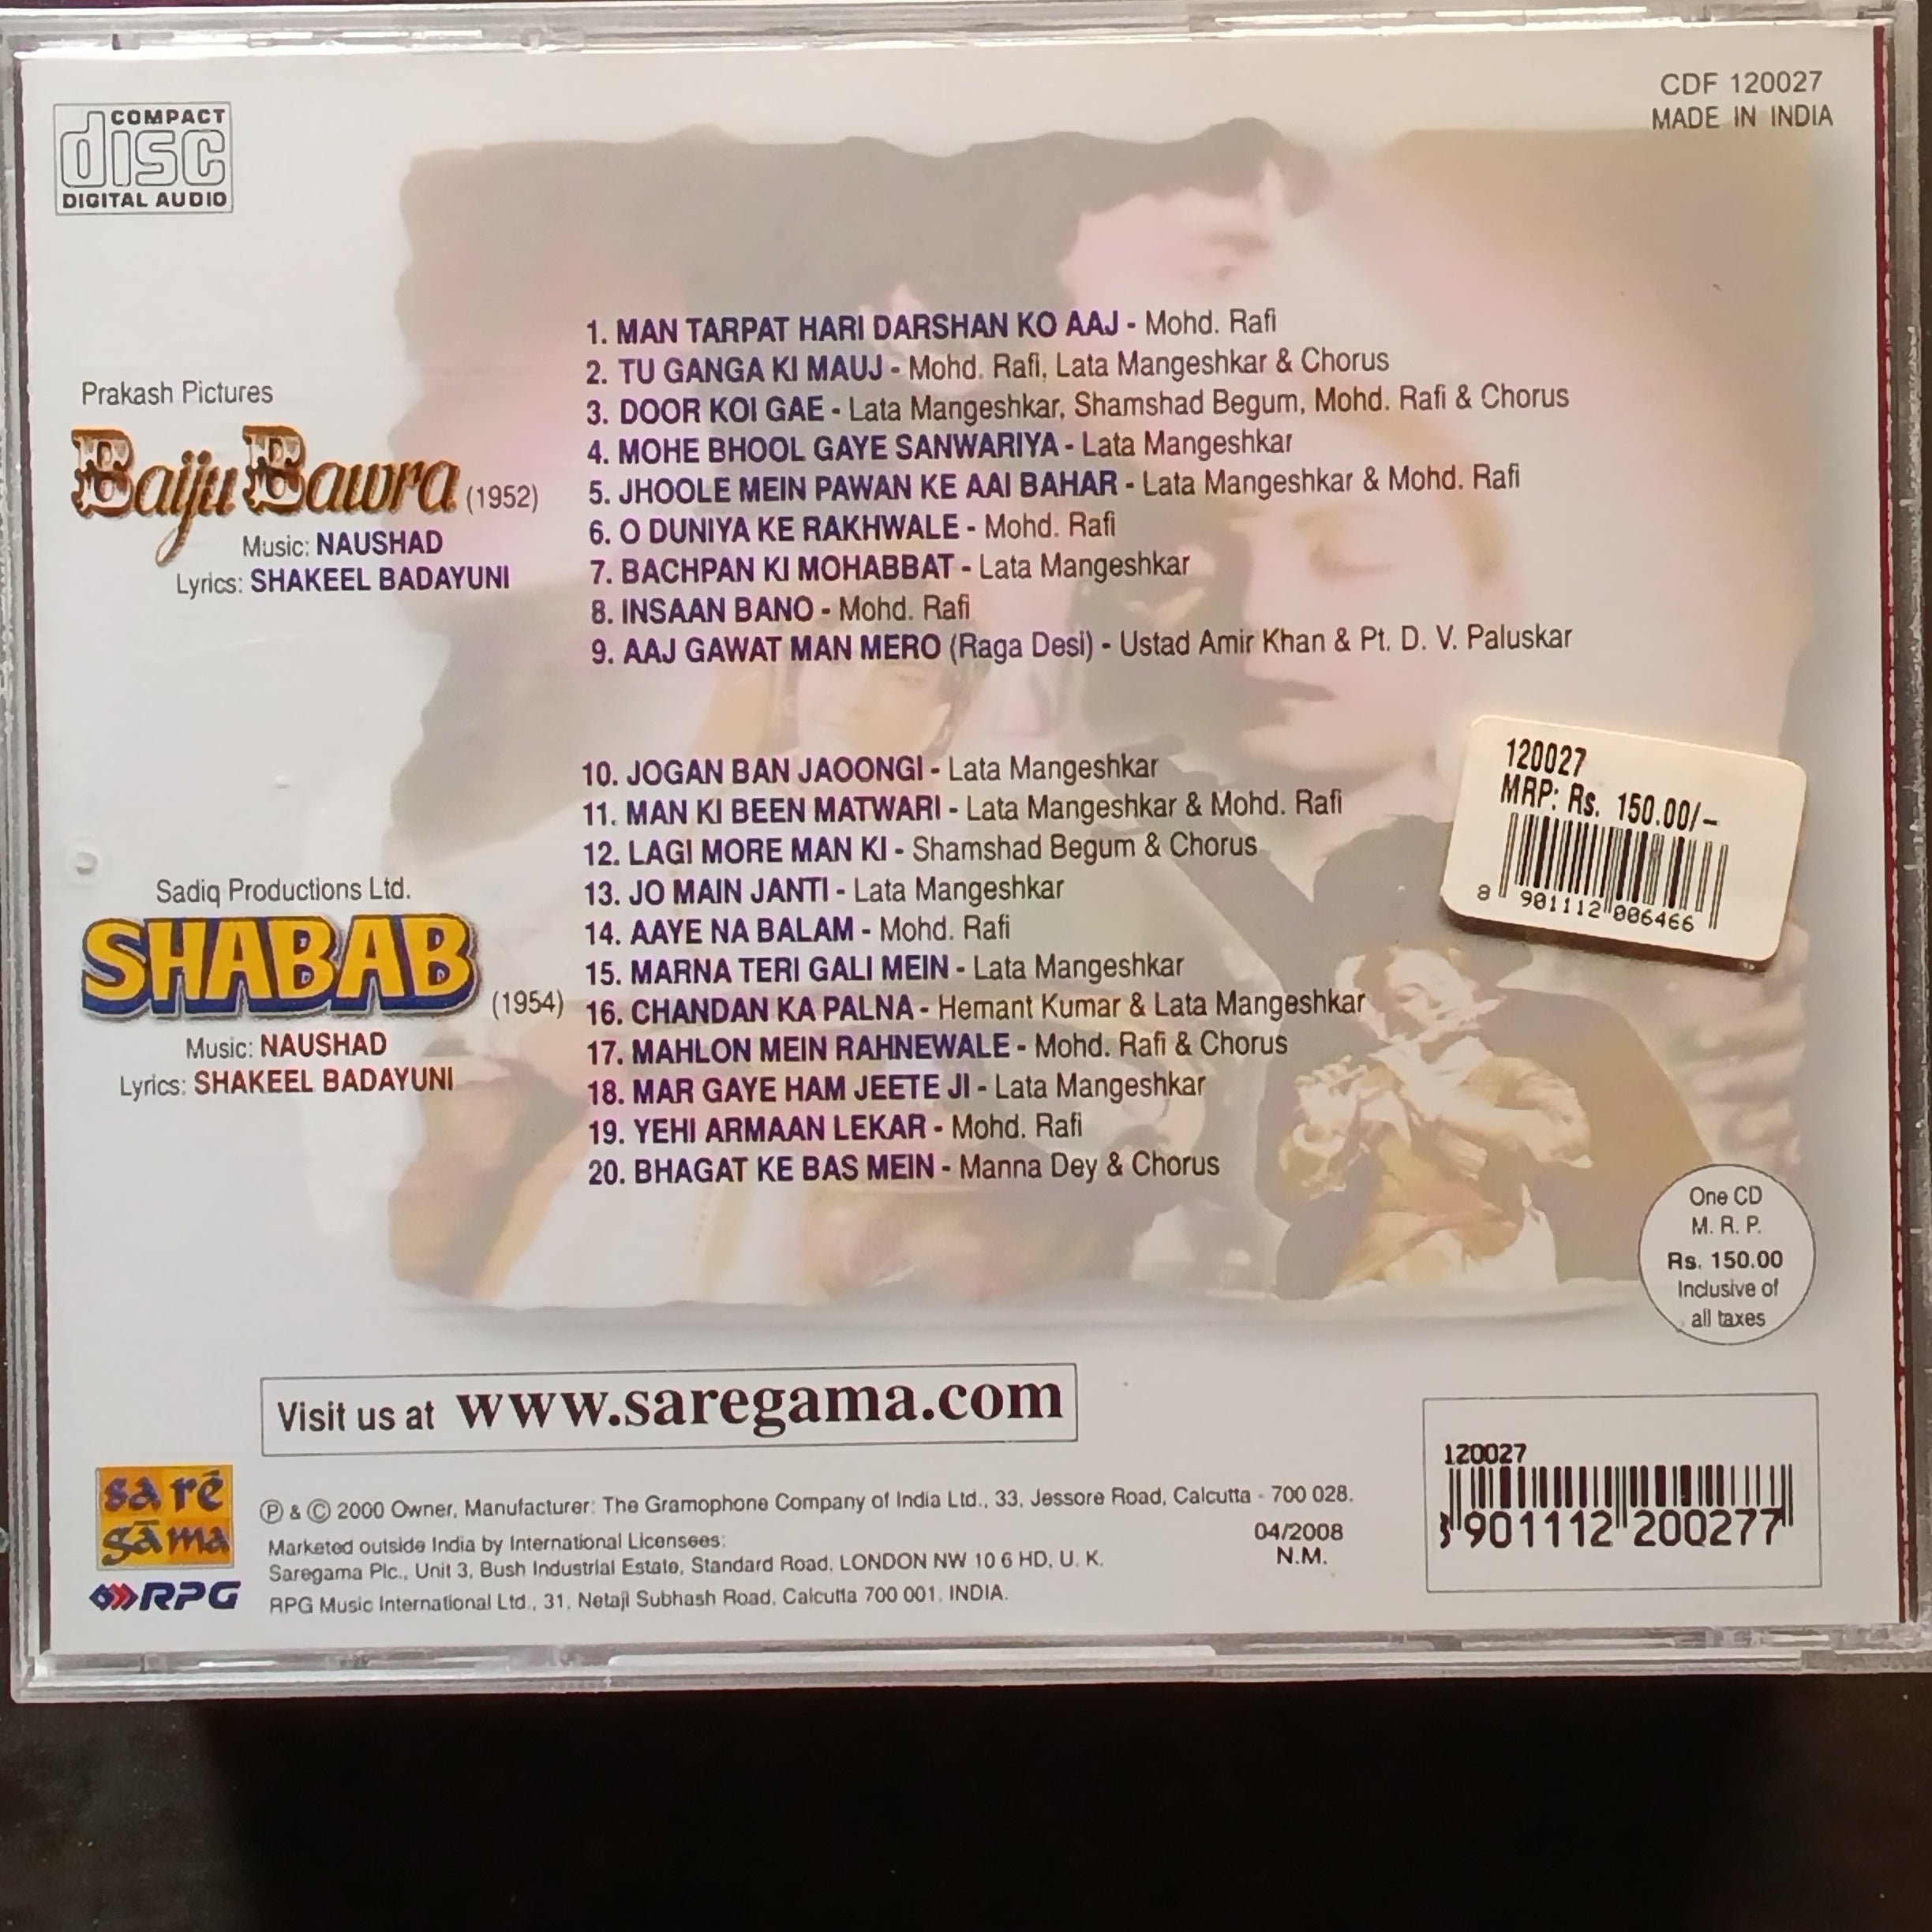 COMPACT
disc
DIGITAL AUDIO
CDF 120027
MADE IN INDIA
Prakash Pictures
Baiju Bawra (1952)
Music: NAUSHAD
Lyrics: SHAKEEL BADAYUNI
1. MAN TARPAT HARI DARSHAN KO AAJ - Mohd. Rafi
2. TU GANGA KI MAUJ - Mohd. Rafi, Lata Mangeshkar & Chorus
3. DOOR KOI GAE - Lata Mangeshkar, Shamshad Begum, Mohd. Rafi & Chorus
4. MOHE BHOOL GAYE SANWARIYA - Lata Mangeshkar
5. JHOOLE MEIN PAWAN KE AAI BAHAR - Lata Mangeshkar & Mohd. Rafi
6. O DUNIYA KE RAKHWALE - Mohd. Rafi
7. BACHPAN KI MOHABBAT - Lata Mangeshkar
8. INSAAN BANO - Mohd. Rafi
9. AAJ GAWAT MAN MERO (Raga Desi) - Ustad Amir Khan & Pt. D. V. Paluskar
Sadiq Productions Ltd.
SHABAB (1954)
Music: NAUSHAD
Lyrics: SHAKEEL BADAYUNI
10. JOGAN BAN JAOONGI - Lata Mangeshkar
11. MAN KI BEEN MATWARI - Lata Mangeshkar & Mohd. Rafi
12. LAGI MORE MAN KI - Shamshad Begum & Chorus
13. JO MAIN JANTI - Lata Mangeshkar
14. AAYE NA BALAM - Mohd. Rafi
15. MARNA TERI GALI MEIN - Lata Mangeshkar
16. CHANDAN KA PALNA - Hemant Kumar & Lata Mangeshkar
17. MAHLON MEIN RAHNEWALE - Mohd. Rafi & Chorus
18. MAR GAYE HAM JEETE JI - Lata Mangeshkar
19. YEHI ARMAAN LEKAR - Mohd. Rafi
20. BHAGAT KE BAS MEIN - Manna Dey & Chorus
120027
MRP: Rs. 150.00/-
8 901112 006466
One CD
M. R. P.
Rs. 150.00
Inclusive of
all taxes
Visit us at www.saregama.com
sa re
gama
RPG
℗ & © 2000 Owner, Manufacturer: The Gramophone Company of India Ltd., 33, Jessore Road, Calcutta - 700 028.
Marketed outside India by International Licensees:
Saregama Plc., Unit 3, Bush Industrial Estate, Standard Road, LONDON NW 10 6 HD, U. K.
RPG Music International Ltd., 31, Netaji Subhash Road, Calcutta 700 001. INDIA.
04/2008
N.M.
120027
901112 200277